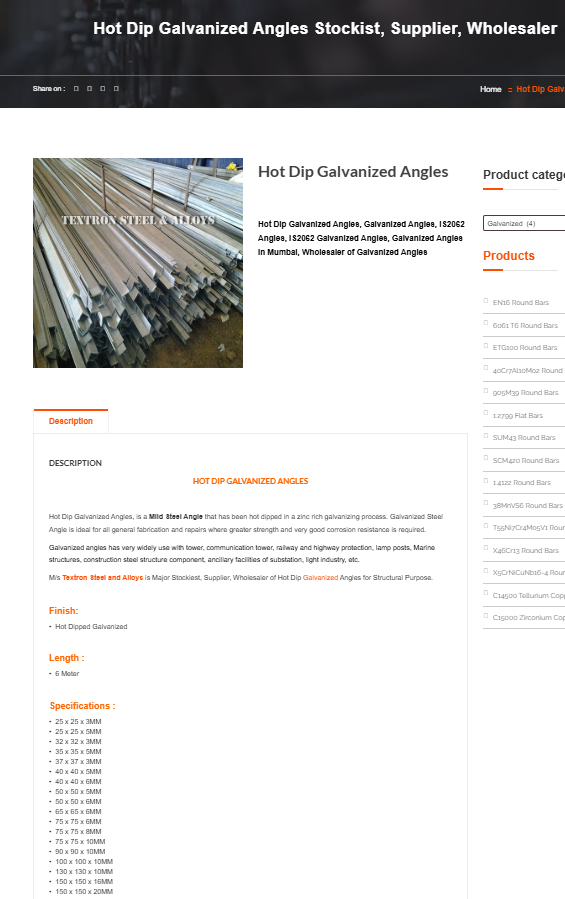 Hot Dip Galvanized Angles Stockist, Supplier, Wholesaler
Share on :
Home
Hot Dip Galv
TEXTRON STEEL & ALLOYS
Hot Dip Galvanized Angles
Hot Dip Galvanized Angles, Galvanized Angles, IS2062
Angles, IS2062 Galvanized Angles, Galvanized Angles
in Mumbai, Wholesaler of Galvanized Angles
Product categ
Galvanized (4)
Products
EN16 Round Bars
6061 T6 Round Bars
ETG100 Round Bars
40Cr7Al10Mo2 Round
905M39 Round Bars
1.2799 Flat Bars
SUM43 Round Bars
SCM420 Round Bars
1.4122 Round Bars
38MnVS6 Round Bars
T55Ni7Cr4Mo5V1 Roun
X46Cr13 Round Bars
X5CrNiCuNb16-4 Roun
C14500 Tellurium Copp
C15000 Zirconium Cop
Description
DESCRIPTION
HOT DIP GALVANIZED ANGLES
Hot Dip Galvanized Angles, is a Mild Steel Angle that has been hot dipped in a zinc rich galvanizing process. Galvanized Steel
Angle is ideal for all general fabrication and repairs where greater strength and very good corrosion resistance is required.
Galvanized angles has very widely use with tower, communication tower, railway and highway protection, lamp posts, Marine
structures, construction steel structure component, ancillary facilities of substation, light industry, etc.
M/s Textron Steel and Alloys is Major Stockiest, Supplier, Wholesaler of Hot Dip Galvanized Angles for Structural Purpose.
Finish:
• Hot Dipped Galvanized
Length :
• 6 Meter
Specifications :
• 25 x 25 x 3MM
• 25 x 25 x 5MM
• 32 x 32 x 3MM
• 35 x 35 x 5MM
• 37 x 37 x 3MM
• 40 x 40 x 5MM
• 40 x 40 x 6MM
• 50 x 50 x 5MM
• 50 x 50 x 6MM
• 65 x 65 x 6MM
• 75 x 75 x 6MM
• 75 x 75 x 8MM
• 75 x 75 x 10MM
• 90 x 90 x 10MM
• 100 x 100 x 10MM
• 130 x 130 x 10MM
• 150 x 150 x 16MM
• 150 x 150 x 20MM